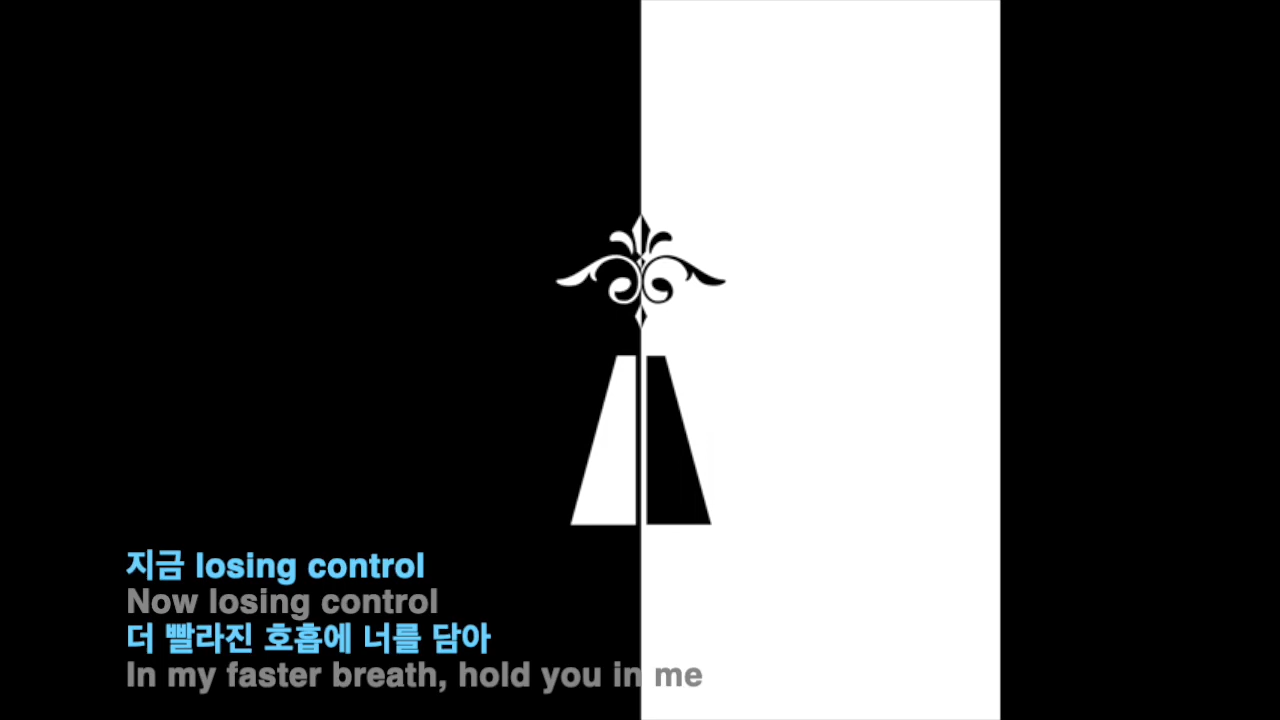 지금 losing control
Now losing control
더 빨라진 호흡에 너를 담아
In my faster breath, hold you in me